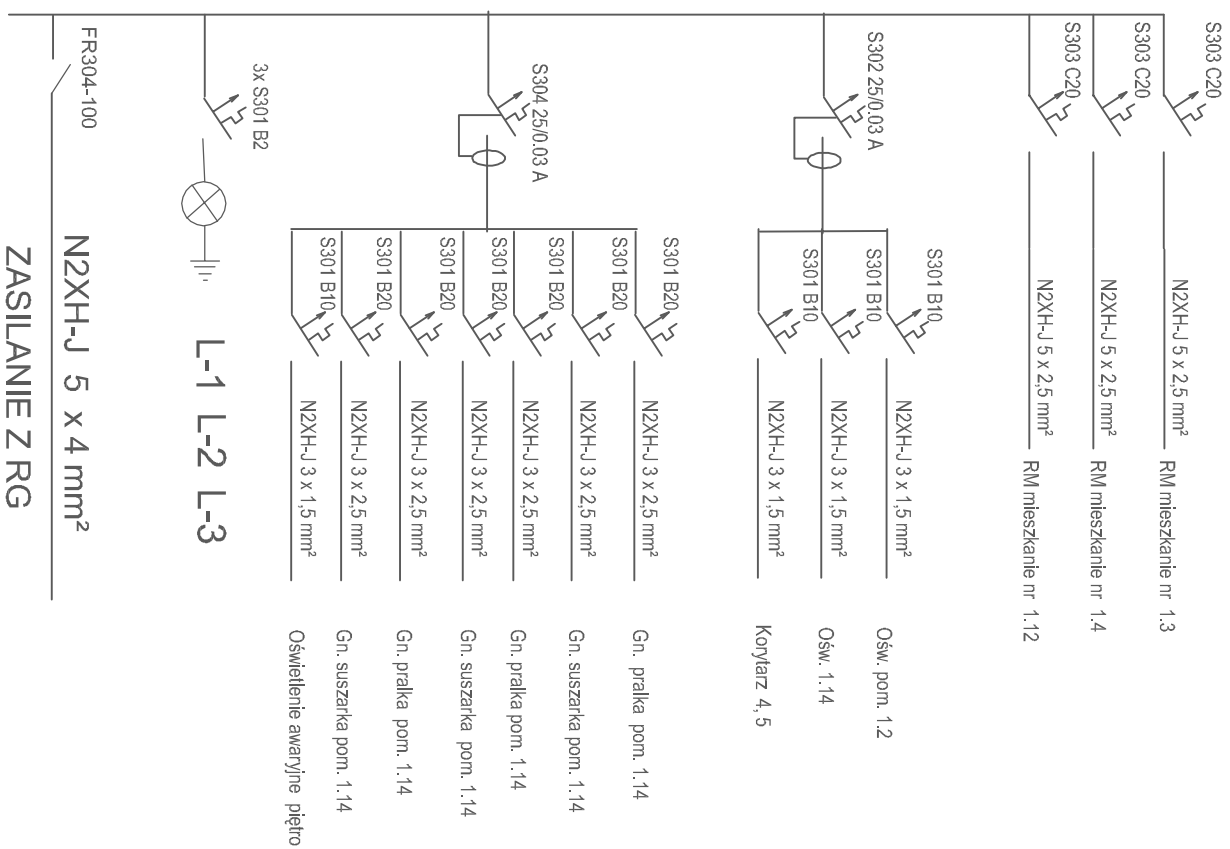 S303 C20
N2XH-J 5 x 2,5 mm²
RM mieszkanie nr 1.3
S303 C20
N2XH-J 5 x 2,5 mm²
RM mieszkanie nr 1.4
S303 C20
N2XH-J 5 x 2,5 mm²
RM mieszkanie nr 1.12
S302 25/0.03 A
S301 B10
N2XH-J 3 x 1,5 mm²
Ośw. pom. 1.2
S301 B10
N2XH-J 3 x 1,5 mm²
Ośw. 1.14
S301 B10
N2XH-J 3 x 1,5 mm²
Korytarz 4, 5
S304 25/0.03 A
S301 B20
N2XH-J 3 x 2,5 mm²
Gn. pralka pom. 1.14
S301 B20
N2XH-J 3 x 2,5 mm²
Gn. suszarka pom. 1.14
S301 B20
N2XH-J 3 x 2,5 mm²
Gn. pralka pom. 1.14
S301 B20
N2XH-J 3 x 2,5 mm²
Gn. suszarka pom. 1.14
S301 B20
N2XH-J 3 x 2,5 mm²
Gn. pralka pom. 1.14
S301 B20
N2XH-J 3 x 2,5 mm²
Gn. suszarka pom. 1.14
S301 B10
N2XH-J 3 x 1,5 mm²
Oświetlenie awaryjne piętro
3x S301 B2
L-1 L-2 L-3
FR304-100
N2XH-J 5 x 4 mm²
ZASILANIE Z RG